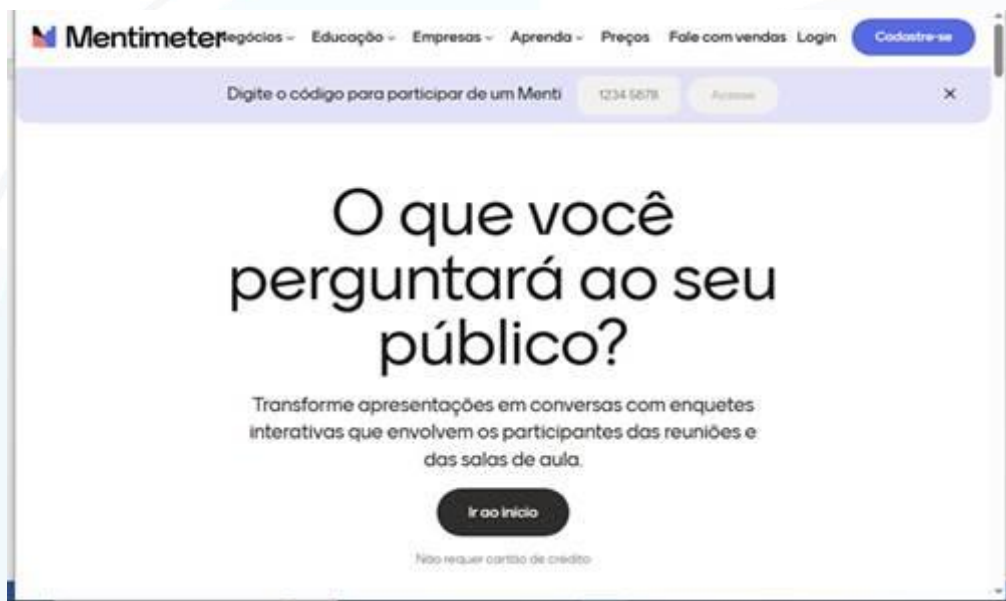 Mentimeter Negócios Educação Empresas Aprenda Preços Fale com vendas Login Cadastre-se
Digite o código para participar de um Menti 1234 5678 Acesse
O que você
perguntará ao seu
público?
Transforme apresentações em conversas com enquetes
interativas que envolvem os participantes das reuniões e
das salas de aula.
Ir ao início
Não requer cartão de crédito